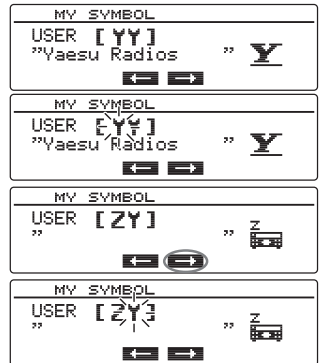 MY SYMBOL
USER [YY]
"Yaesu Radios " Y
MY SYMBOL
USER [YY]
"Yaesu Radios " Y
MY SYMBOL
USER [ZY]
" " Z
MY SYMBOL
USER [ZY]
" " Z